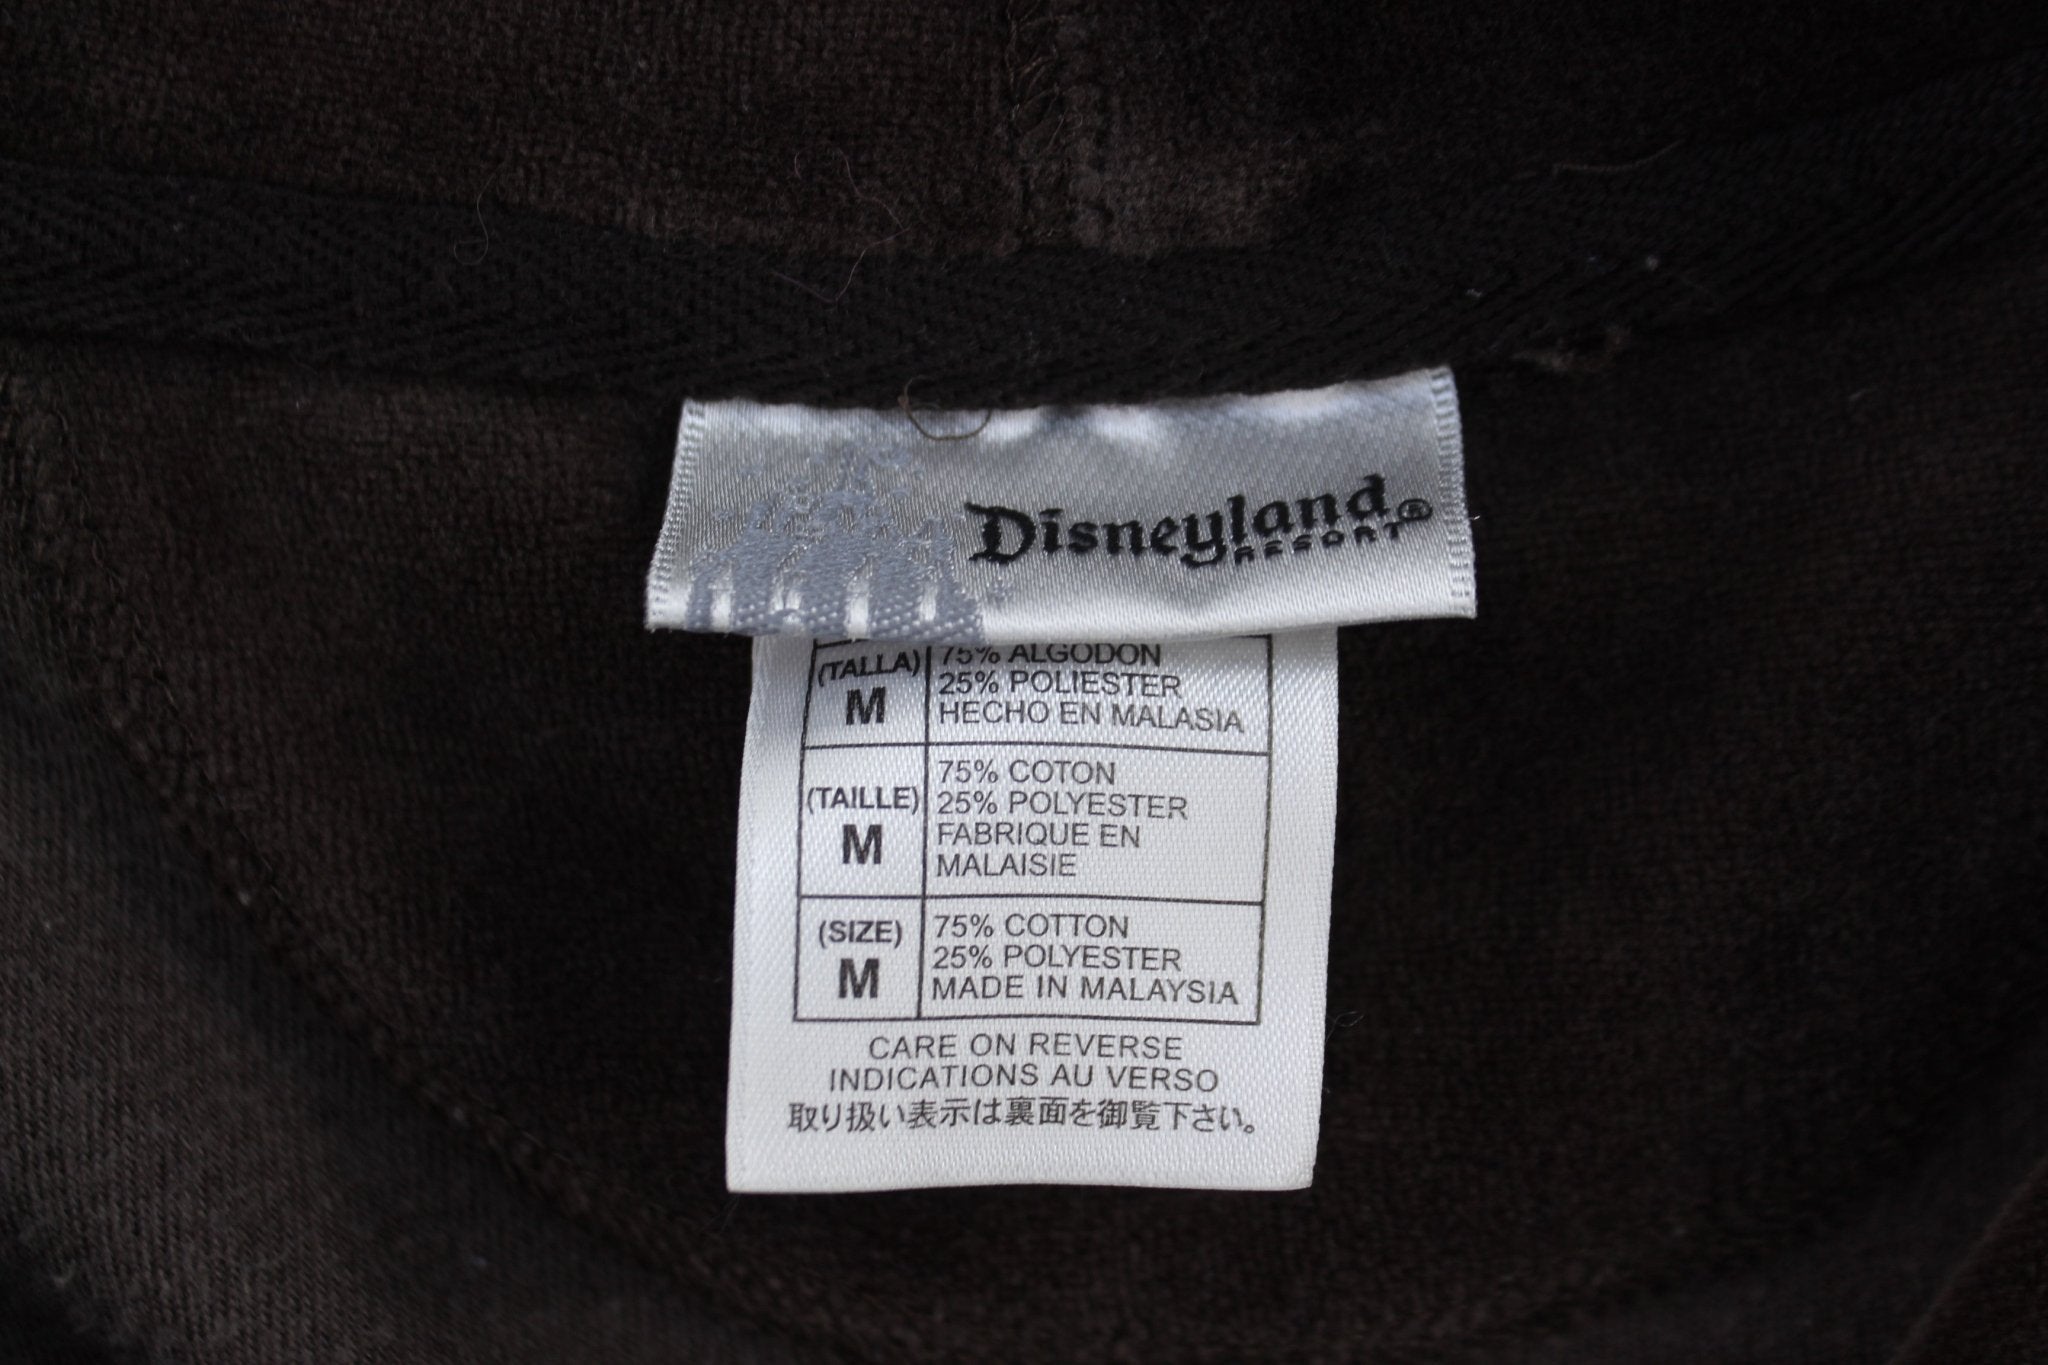 Disneyland®
RESORT
(TALLA)
M
75% ALGODON
25% POLIESTER
HECHO EN MALASIA
(TAILLE)
M
75% COTON
25% POLYESTER
FABRIQUE EN
MALAISIE
(SIZE)
M
75% COTTON
25% POLYESTER
MADE IN MALAYSIA
CARE ON REVERSE
INDICATIONS AU VERSO
取り扱い表示は裏面を御覧下さい。